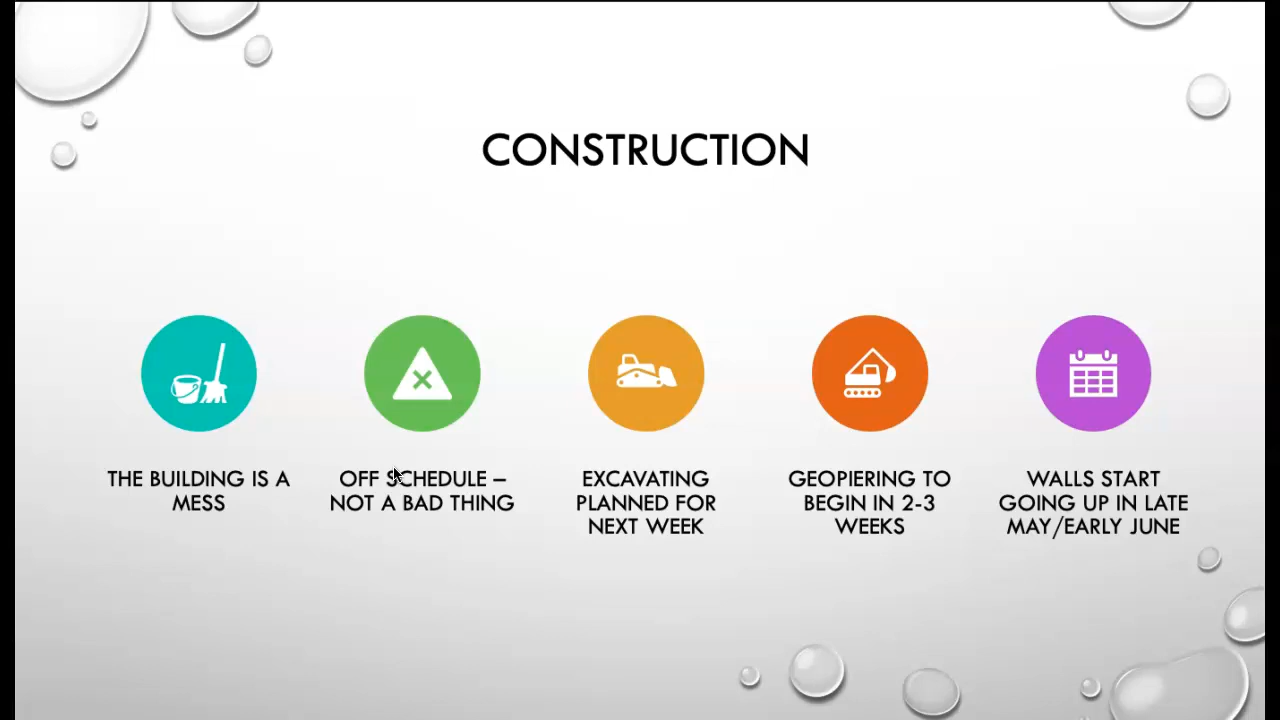 CONSTRUCTION
THE BUILDING IS A
MESS
OFF SCHEDULE –
NOT A BAD THING
EXCAVATING
PLANNED FOR
NEXT WEEK
GEOPIERING TO
BEGIN IN 2-3
WEEKS
WALLS START
GOING UP IN LATE
MAY/EARLY JUNE